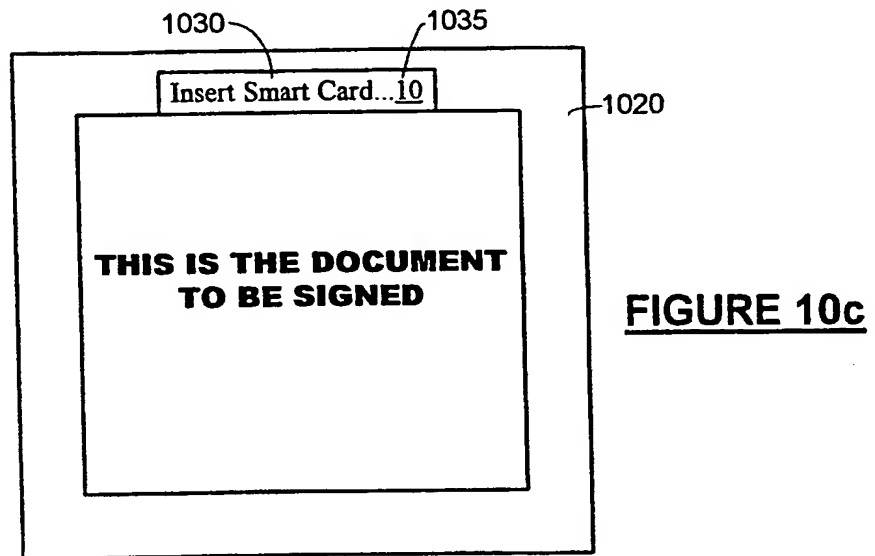 1030 1035
Insert Smart Card...10
1020
THIS IS THE DOCUMENT
TO BE SIGNED
FIGURE 10c